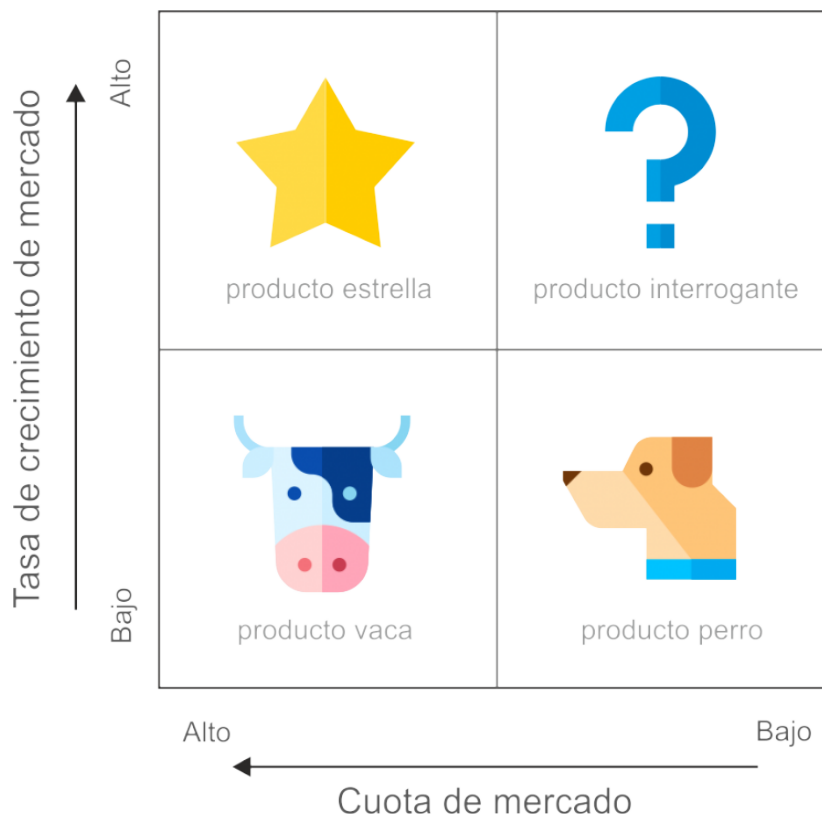 Tasa de crecimiento de mercado
Alto
Bajo
producto estrella
producto interrogante
producto vaca
producto perro
Alto
Bajo
Cuota de mercado